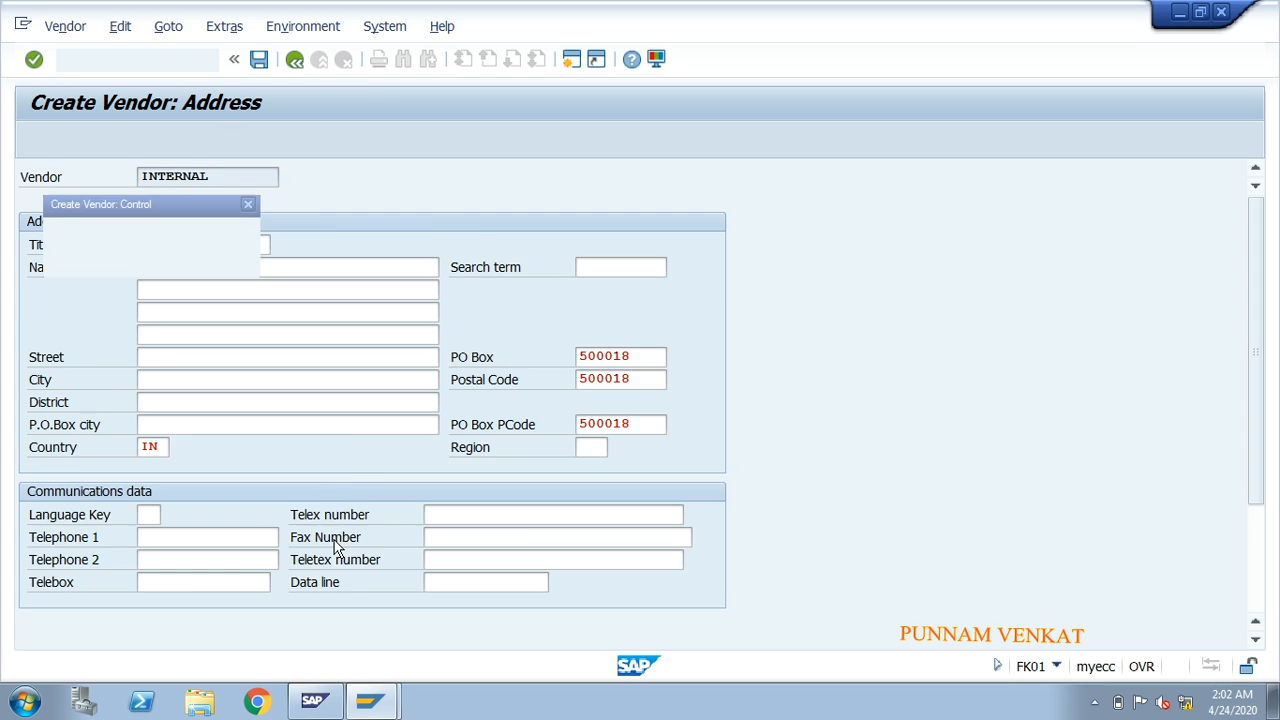 Vendor Edit Goto Extras Environment System Help
Create Vendor: Address
Vendor INTERNAL
Create Vendor: Control
Ad
Tit
Na Search term
Street PO Box 500018
City Postal Code 500018
District
P.O.Box city PO Box PCode 500018
Country IN Region
Communications data
Language Key Telex number
Telephone 1 Fax Number
Telephone 2 Teletex number
Telebox Data line
PUNNAM VENKAT
SAP FK01 myecc OVR
SAP 2:02 AM
4/24/2020